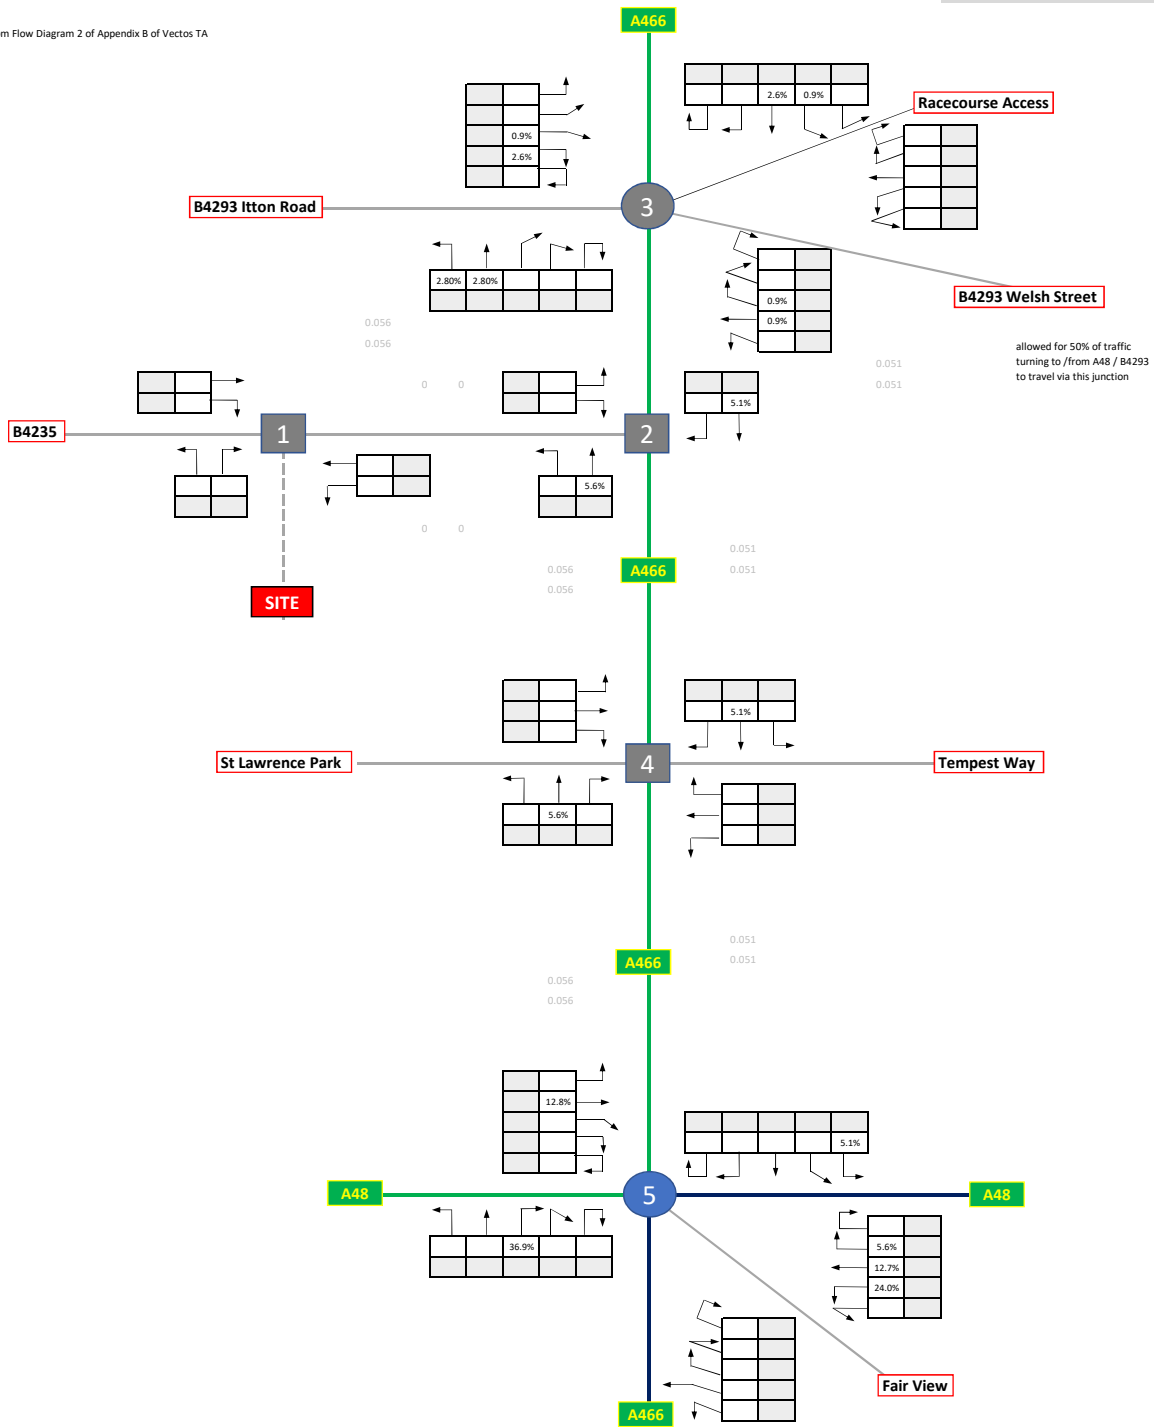 A466
m Flow Diagram 2 of Appendix B of Vectos TA
2.6% 0.9%
Racecourse Access
0.9%
2.6%
B4293 Itton Road
3
2.80% 2.80%
B4293 Welsh Street
0.9%
0.9%
0.056
0.056
allowed for 50% of traffic
turning to /from A48 / B4293
to travel via this junction
0.051
0.051
0 0
5.1%
B4235
1
2
5.6%
0 0
0.051
0.051
0.056
0.056
A466
SITE
5.1%
St Lawrence Park
4
Tempest Way
5.6%
0.051
0.051
A466
0.056
0.056
12.8%
5.1%
A48
5
A48
36.9%
5.6%
12.7%
24.0%
Fair View
A466